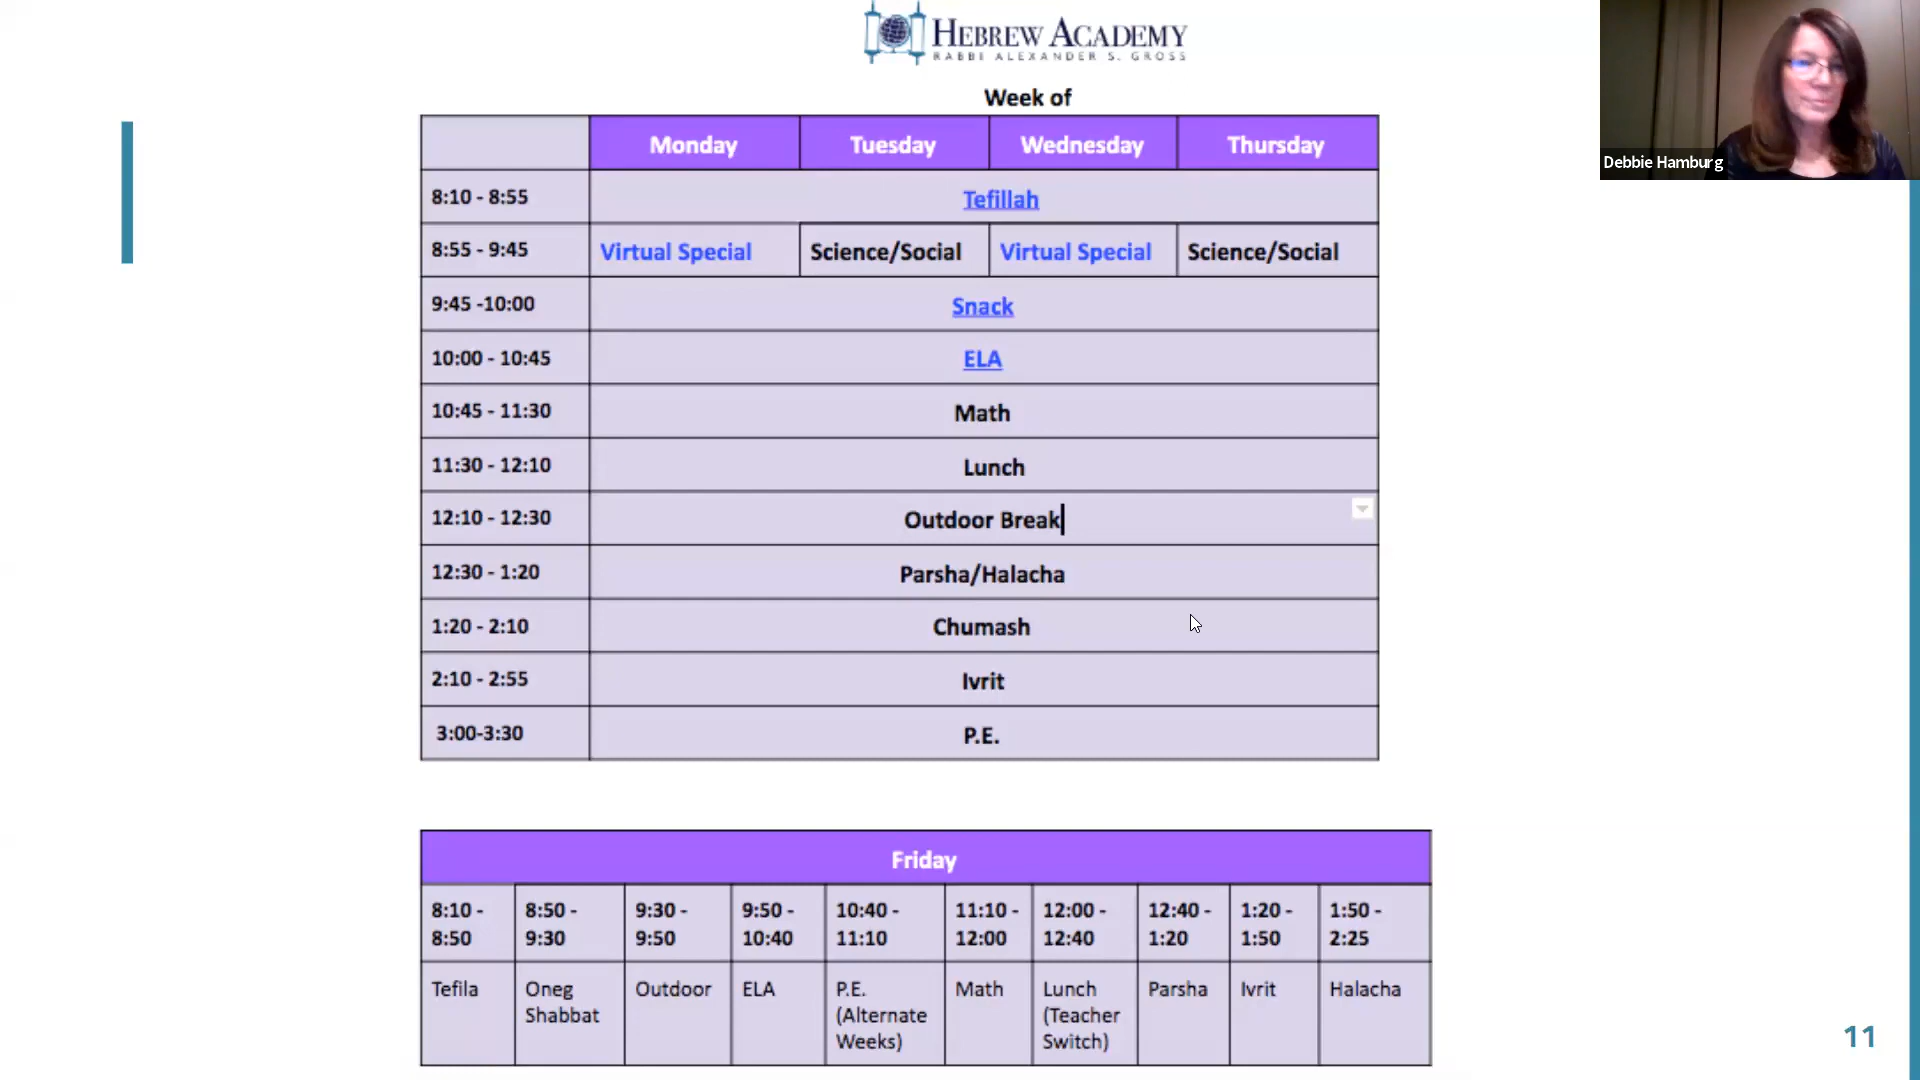 HEBREW ACADEMY
RABBI ALEXANDER S. GROSS
Week of
Monday Tuesday Wednesday Thursday
8:10 - 8:55 Tefillah
8:55 - 9:45 Virtual Special Science/Social Virtual Special Science/Social
9:45 -10:00 Snack
10:00 - 10:45 ELA
10:45 - 11:30 Math
11:30 - 12:10 Lunch
12:10 - 12:30 Outdoor Break
12:30 - 1:20 Parsha/Halacha
1:20 - 2:10 Chumash
2:10 - 2:55 Ivrit
3:00-3:30 P.E.
Friday
8:10 - 8:50 - 9:30 - 9:50 - 10:40 - 11:10 - 12:00 - 12:40 - 1:20 - 1:50 -
8:50 9:30 9:50 10:40 11:10 12:00 12:40 1:20 1:50 2:25
Tefila Oneg Outdoor ELA P.E. Math Lunch Parsha Ivrit Halacha
Shabbat (Alternate (Teacher
Weeks) Switch)
Debbie Hamburg
11